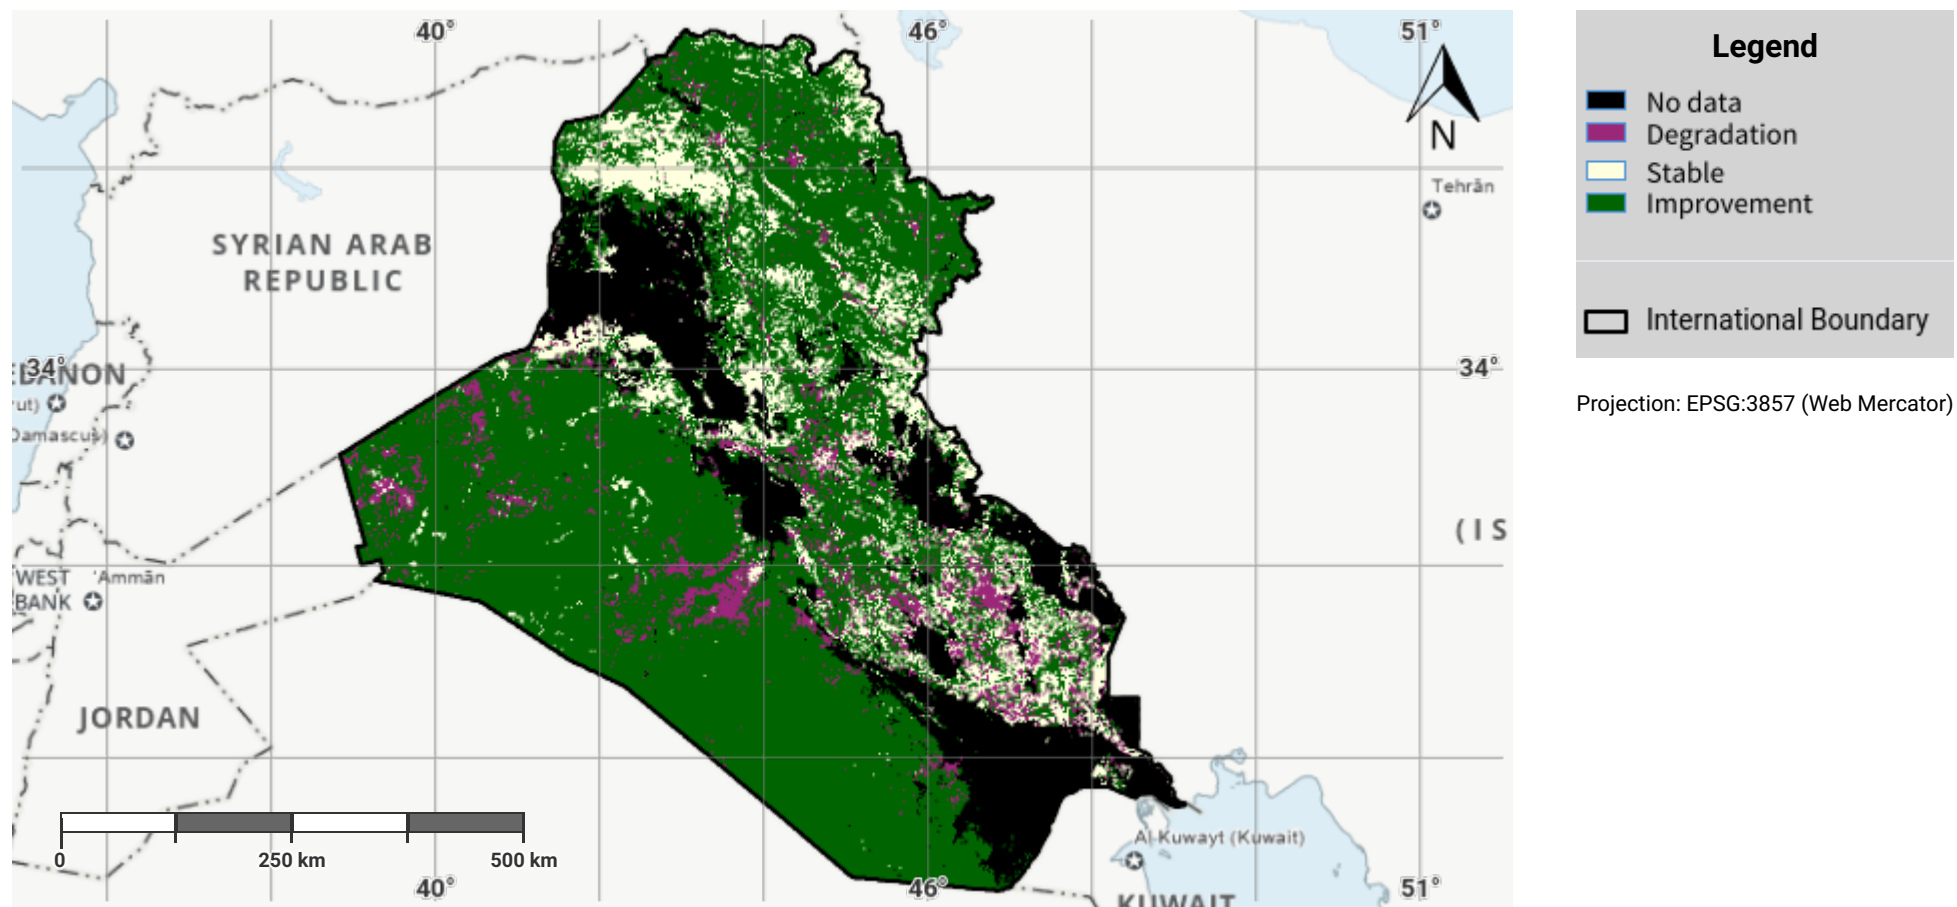 40° 46° 51°
Tehrān
SYRIAN ARAB
REPUBLIC
34° 34°
EBANON
ut)
Damascus)
( I S
WEST
BANK
'Ammān
JORDAN
0 250 km 500 km
Al Kuwayt (Kuwait)
40° 46° 51°
KUWAIT
N
Legend
No data
Degradation
Stable
Improvement
International Boundary
Projection: EPSG:3857 (Web Mercator)